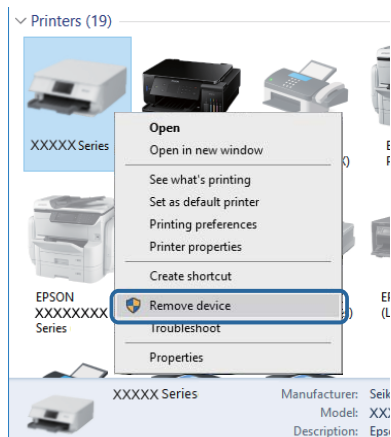 Printers (19)
XXXXX Series
Open
Open in new window
See what's printing
Set as default printer
Printing preferences
Printer properties
Create shortcut
Remove device
Troubleshoot
Properties
EPSON
XXXXXXXX
Series
XXXXX Series
Manufacturer:
Model:
Description: